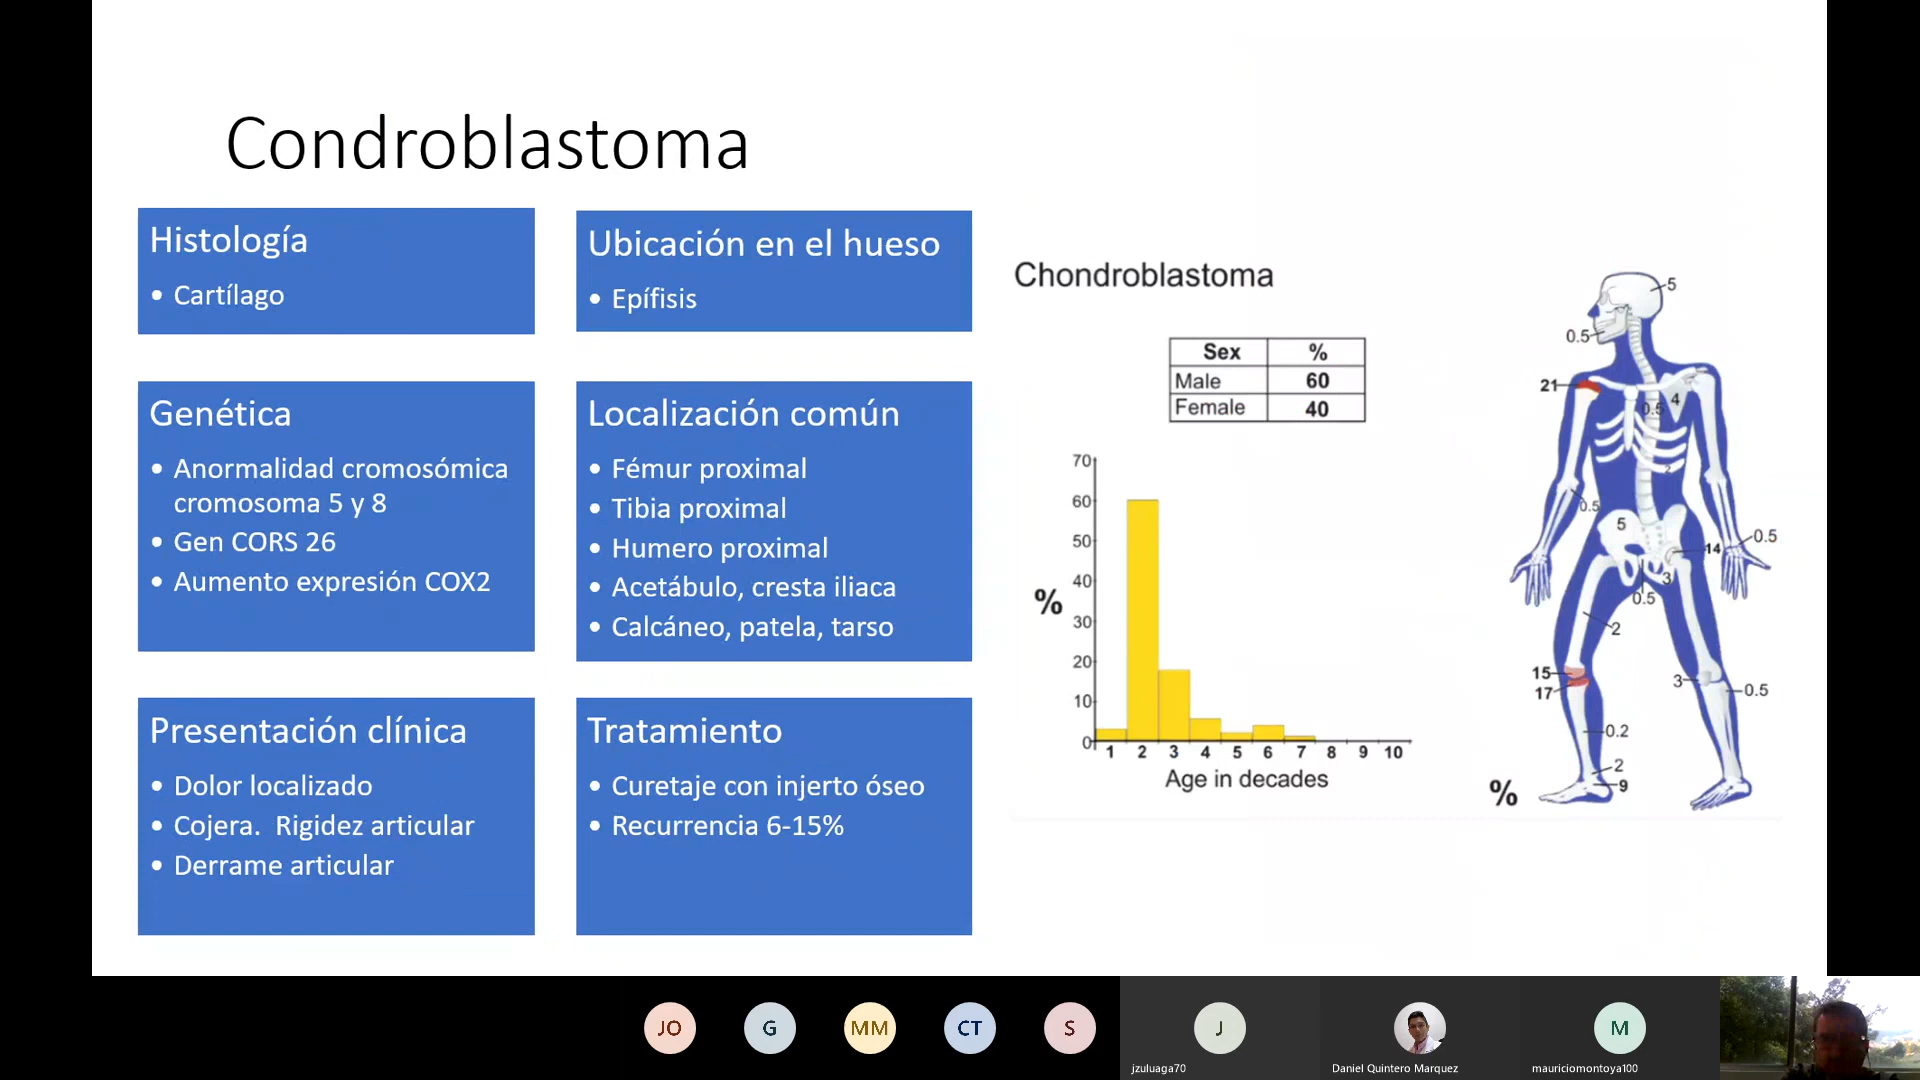 Condroblastoma
Histología
• Cartílago
Ubicación en el hueso
• Epífisis
Genética
• Anormalidad cromosómica
cromosoma 5 y 8
• Gen CORS 26
• Aumento expresión COX2
Localización común
• Fémur proximal
• Tibia proximal
• Humero proximal
• Acetábulo, cresta iliaca
• Calcáneo, patela, tarso
Presentación clínica
• Dolor localizado
• Cojera.  Rigidez articular
• Derrame articular
Tratamiento
• Curetaje con injerto óseo
• Recurrencia 6-15%
Chondroblastoma
Sex %
Male 60
Female 40
70
60
50
40
30
20
10
0
%
1 2 3 4 5 6 7 8 9 10
Age in decades
5
0.5
21
4
0.5
2
0.5
5
14
0.5
3
0.5
2
15
17
3
0.5
0.2
2
9
%
JO
G
MM
CT
S
J
M
jzuluaga70
Daniel Quintero Marquez
mauriciomontoya100